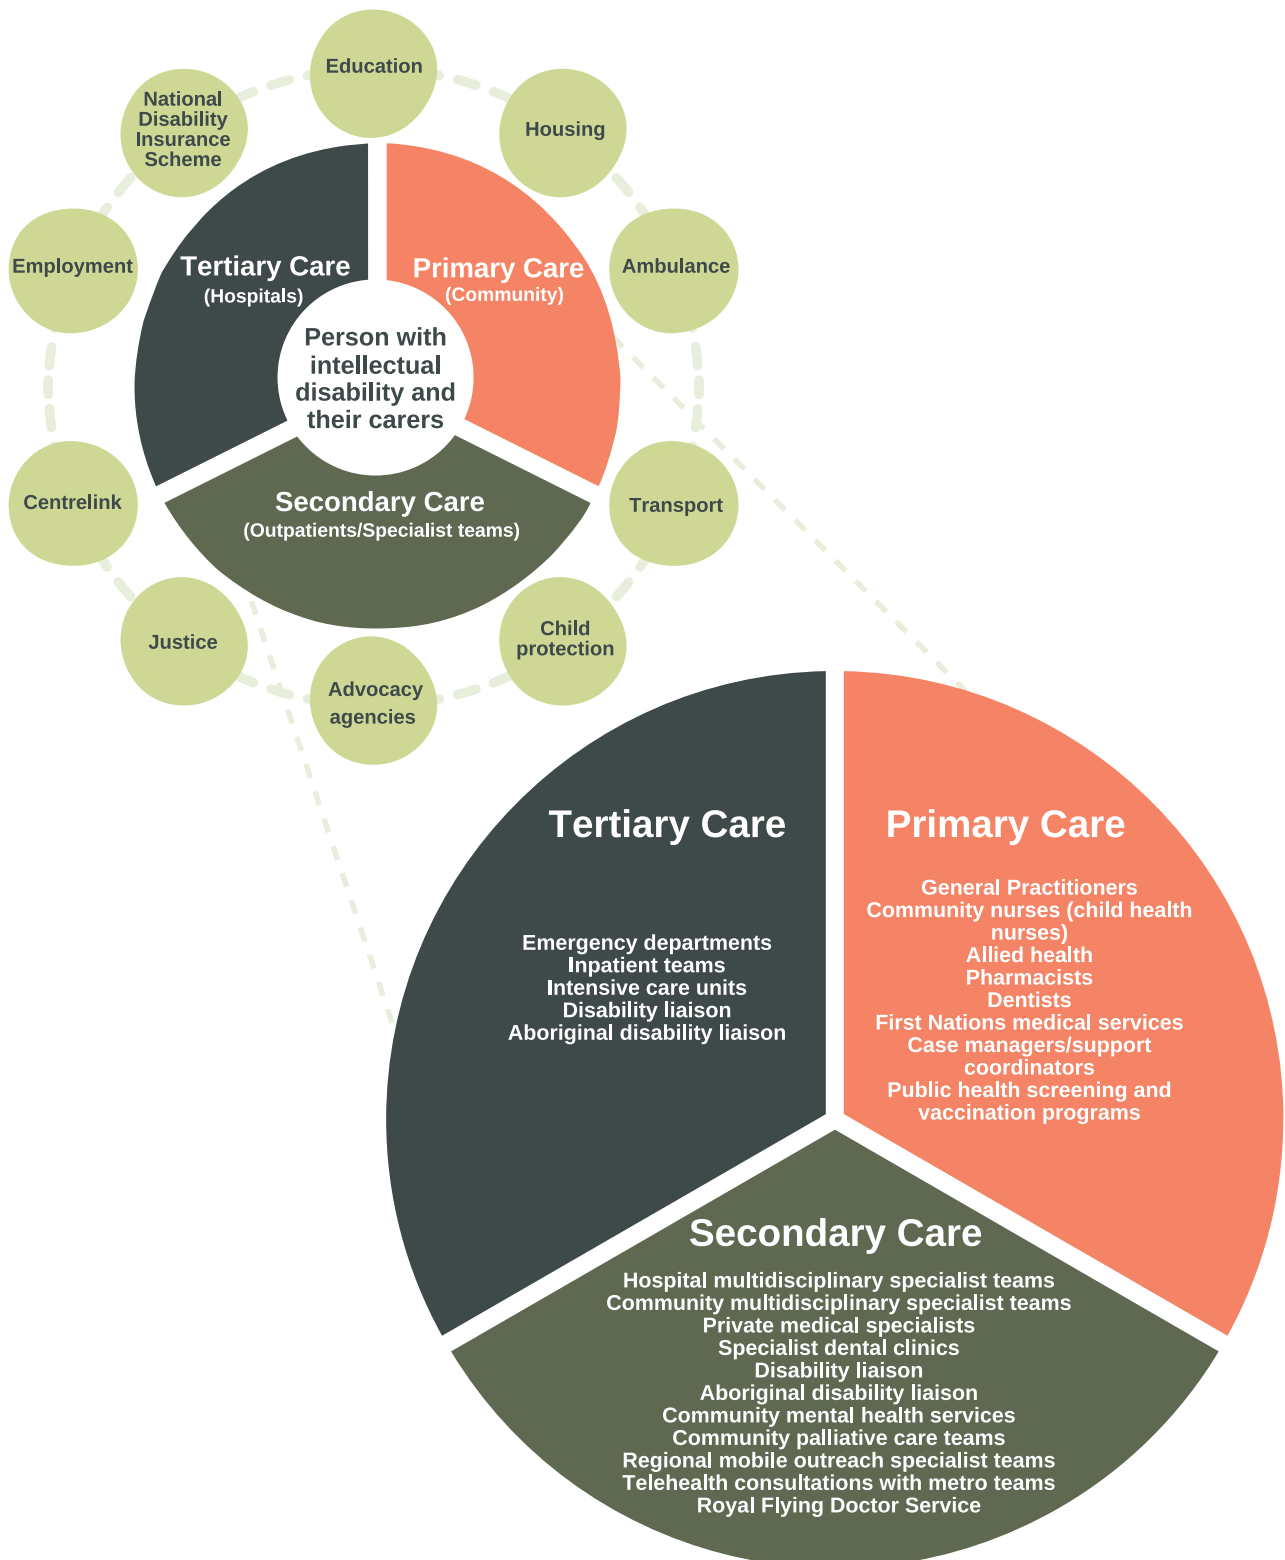 Education
National
Disability
Insurance
Scheme
Housing
Employment
Ambulance
Tertiary Care
(Hospitals)
Primary Care
(Community)
Person with
intellectual
disability and
their carers
Centrelink
Transport
Secondary Care
(Outpatients/Specialist teams)
Justice
Child
protection
Advocacy
agencies
Tertiary Care
Emergency departments
Inpatient teams
Intensive care units
Disability liaison
Aboriginal disability liaison
Primary Care
General Practitioners
Community nurses (child health
nurses)
Allied health
Pharmacists
Dentists
First Nations medical services
Case managers/support
coordinators
Public health screening and
vaccination programs
Secondary Care
Hospital multidisciplinary specialist teams
Community multidisciplinary specialist teams
Private medical specialists
Specialist dental clinics
Disability liaison
Aboriginal disability liaison
Community mental health services
Community palliative care teams
Regional mobile outreach specialist teams
Telehealth consultations with metro teams
Royal Flying Doctor Service